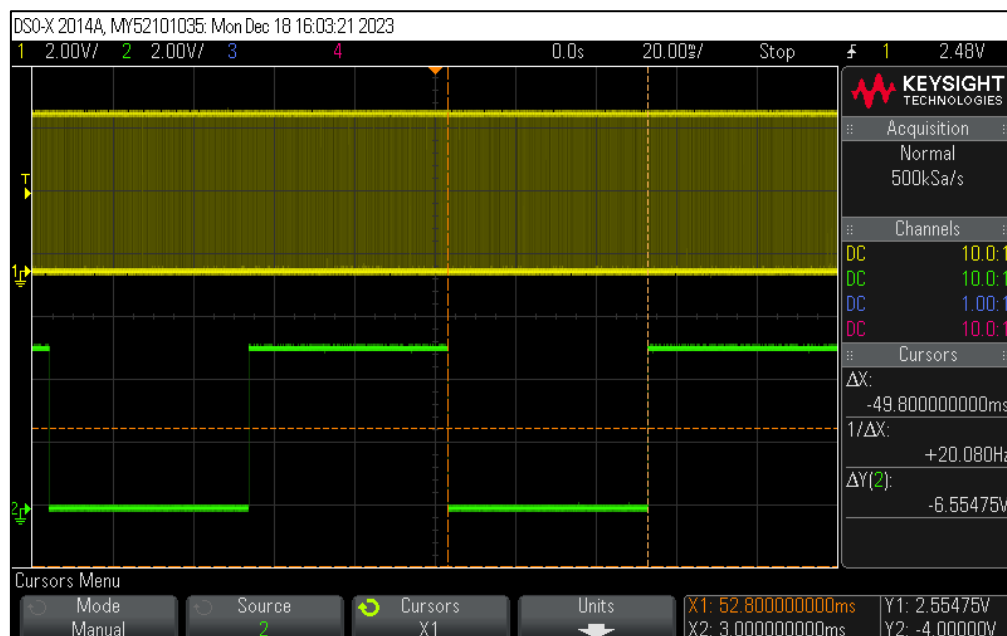 DSO-X 2014A, MY52101035: Mon Dec 18 16:03:21 2023
1 2.00V/ 2 2.00V/ 3 4 0.0s 20.00ms/ Stop 1 2.48V
KEYSIGHT
TECHNOLOGIES
Acquisition
Normal
500kSa/s
Channels
DC 10.0:1
DC 10.0:1
DC 1.00:1
DC 10.0:1
Cursors
ΔX:
-49.800000000ms
1/ΔX:
+20.080Hz
ΔY(2):
-6.55475V
T
1
2
Cursors Menu
Mode
Manual
Source
2
Cursors
X1
Units
X1: 52.800000000ms
X2: 3.000000000ms
Y1: 2.55475V
Y2: -4.00000V